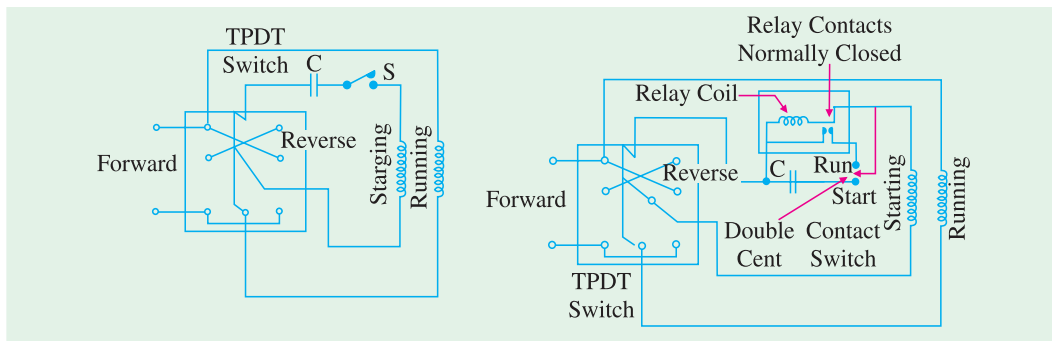 TPDT
Switch
C
S
Reverse
Forward
Starging
Running
Relay Contacts
Normally Closed
Relay Coil
Reverse
C
Run
Start
Forward
Double Contact
Cent Switch
Starting
Running
TPDT
Switch